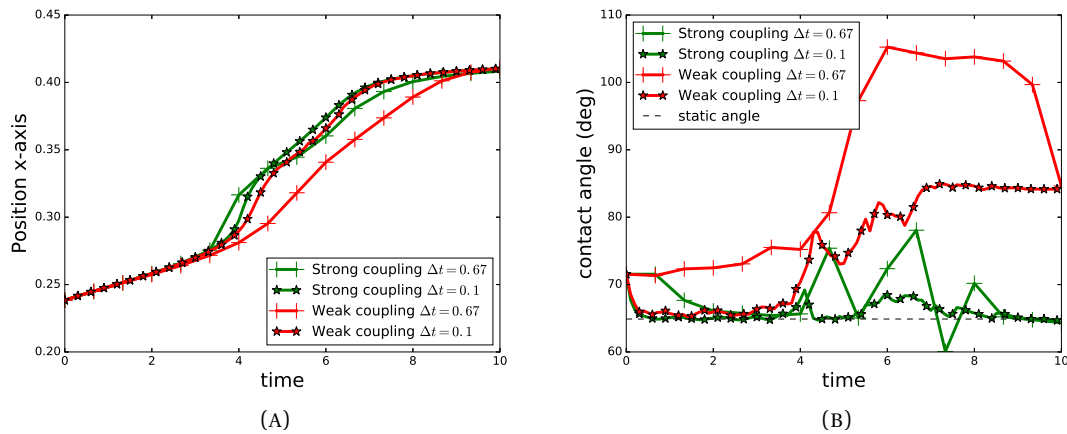 0.45
0.40
0.35
0.30
0.25
0.20
Position x-axis
0 2 4 6 8 10
time
Strong coupling Δt = 0.67
Strong coupling Δt = 0.1
Weak coupling Δt = 0.67
Weak coupling Δt = 0.1
(A)
110
100
90
80
70
60
contact angle (deg)
0 2 4 6 8 10
time
Strong coupling Δt = 0.67
Strong coupling Δt = 0.1
Weak coupling Δt = 0.67
Weak coupling Δt = 0.1
static angle
(B)